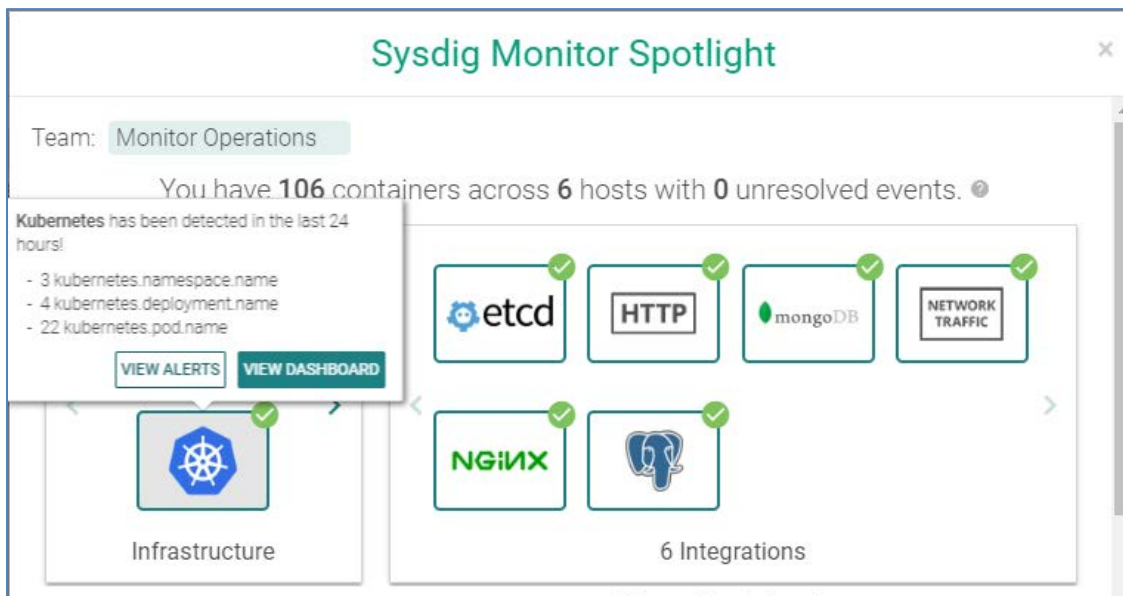 Sysdig Monitor Spotlight
×
Team: Monitor Operations
You have 106 containers across 6 hosts with 0 unresolved events.
Kubernetes has been detected in the last 24
hours!
- 3 kubernetes.namespace.name
- 4 kubernetes.deployment.name
- 22 kubernetes.pod.name
VIEW ALERTS VIEW DASHBOARD
etcd
HTTP
mongoDB
NETWORK
TRAFFIC
NGINX
Infrastructure
6 Integrations